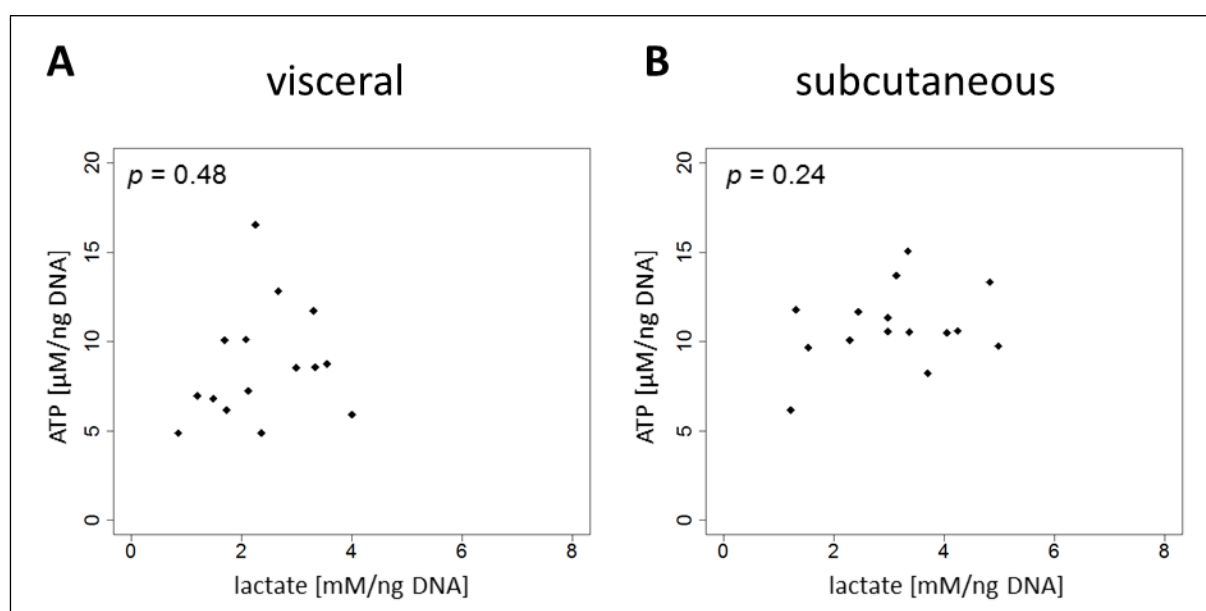 A
visceral
p = 0.48
20
15
10
5
0
ATP [µM/ng DNA]
0 2 4 6 8
lactate [mM/ng DNA]
B
subcutaneous
p = 0.24
20
15
10
5
0
ATP [µM/ng DNA]
0 2 4 6 8
lactate [mM/ng DNA]